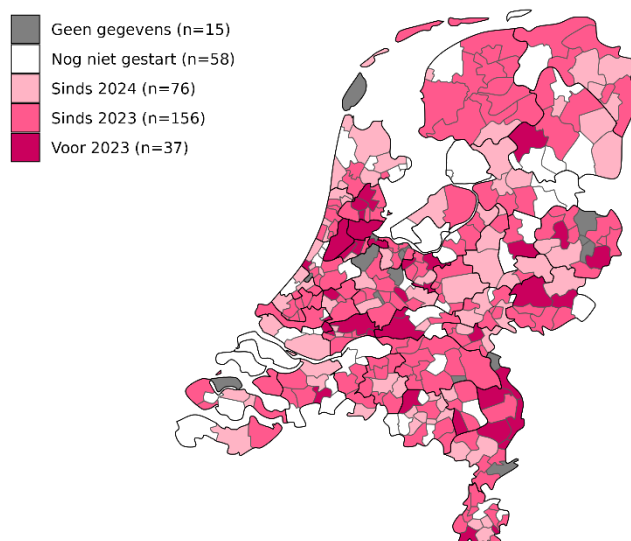 Geen gegevens (n=15)
Nog niet gestart (n=58)
Sinds 2024 (n=76)
Sinds 2023 (n=156)
Voor 2023 (n=37)